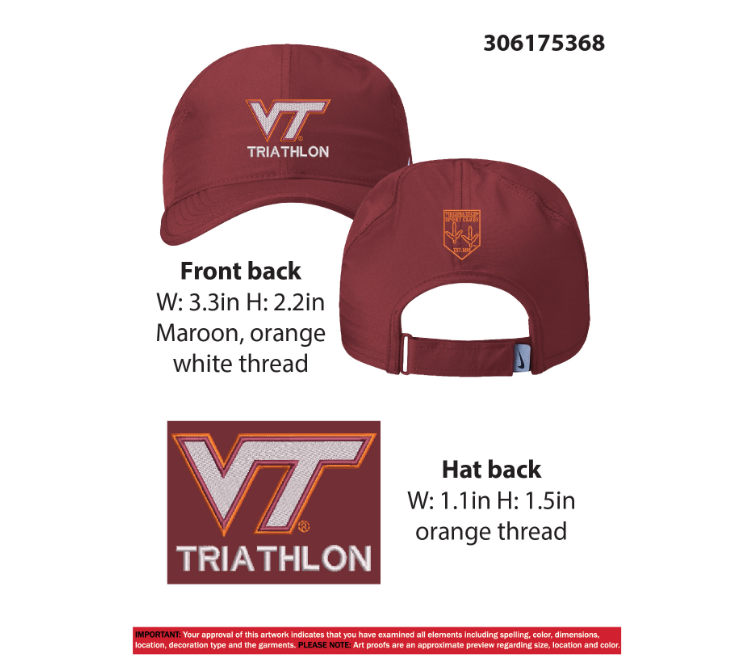 306175368
VT
TRIATHLON
Front back
W: 3.3in H: 2.2in
Maroon, orange
white thread
VT®
TRIATHLON
Hat back
W: 1.1in H: 1.5in
orange thread
IMPORTANT: Your approval of this artwork indicates that you have examined all elements including spelling, color, dimensions,
location, decoration type and the garments. PLEASE NOTE: Art proofs are an approximate preview regarding size, location and color.